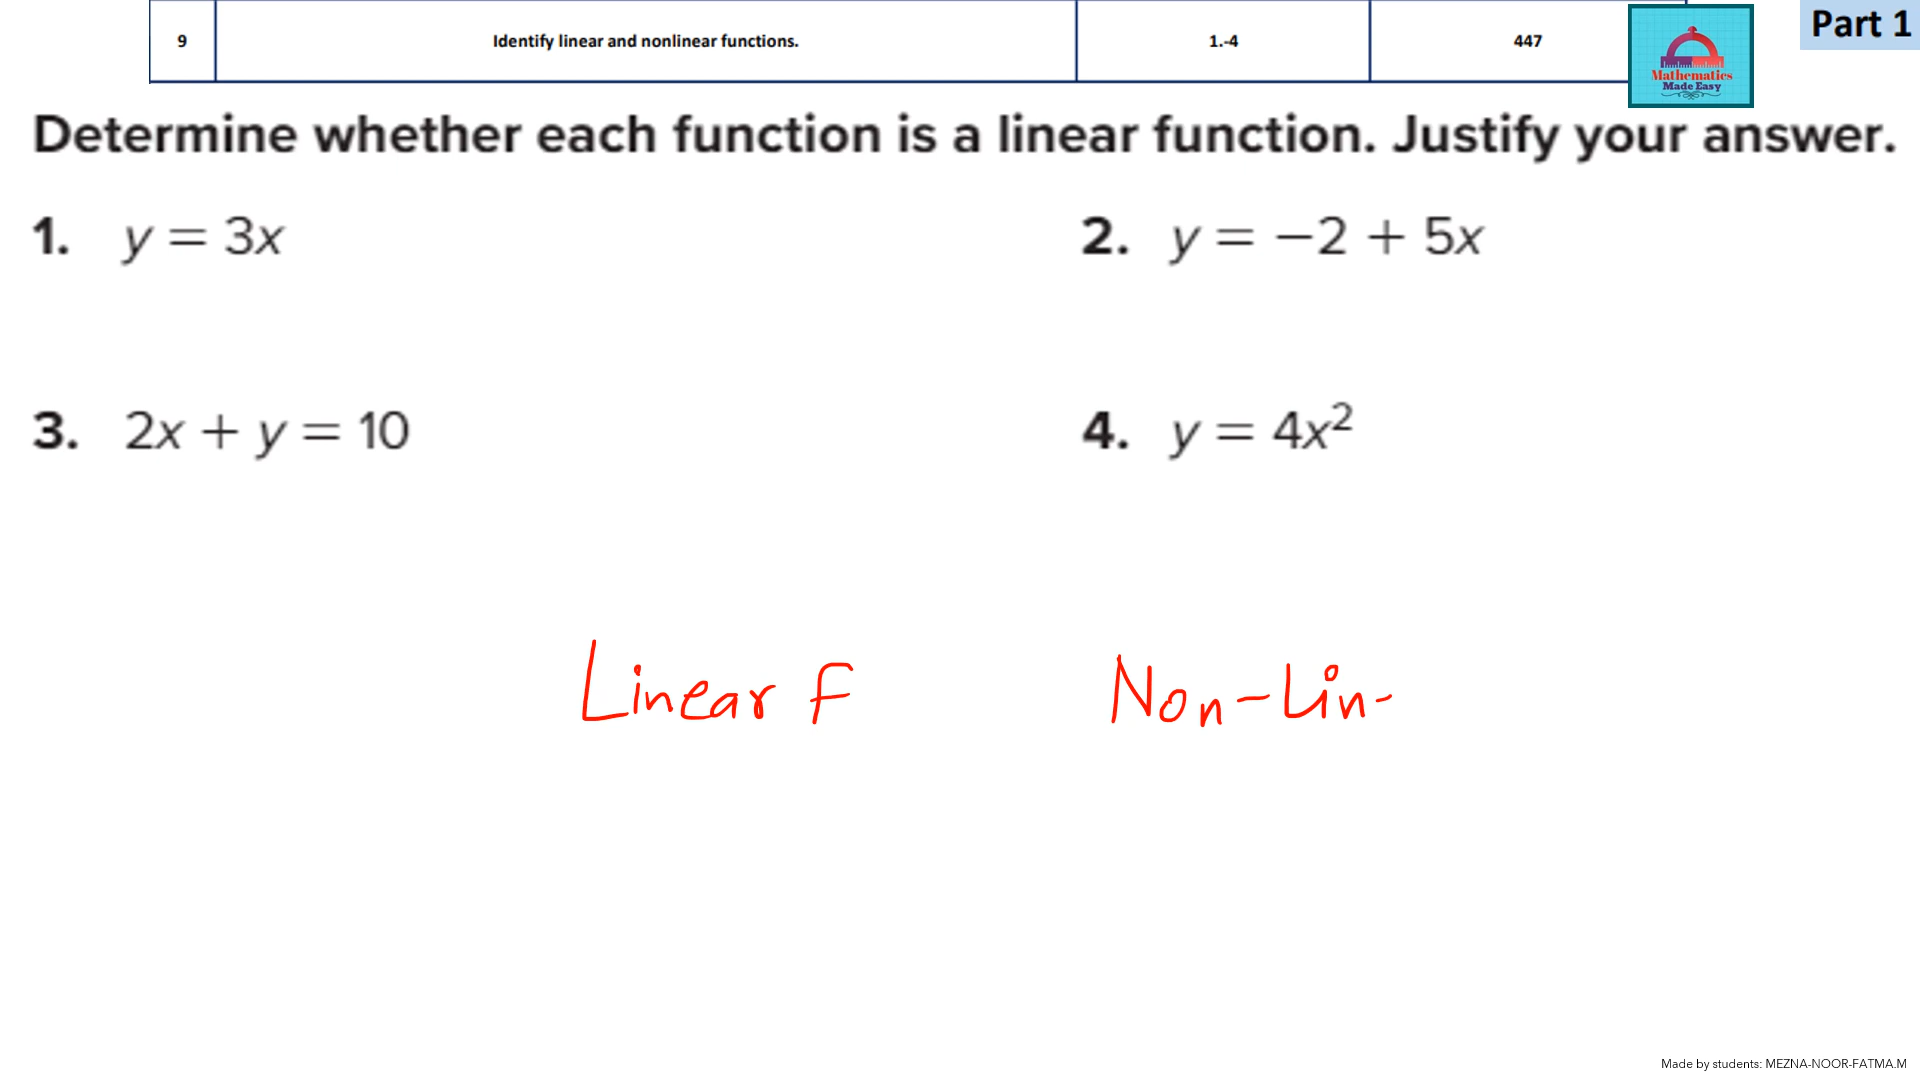 9 Identify linear and nonlinear functions. 1.-4 447
Part 1
Mathematics
Made Easy
Determine whether each function is a linear function. Justify your answer.
1. y = 3x 2. y = −2 + 5x
3. 2x + y = 10 4. y = 4x²
Linear F Non-Lin-
Made by students: MEZNA-NOOR-FATMA.M